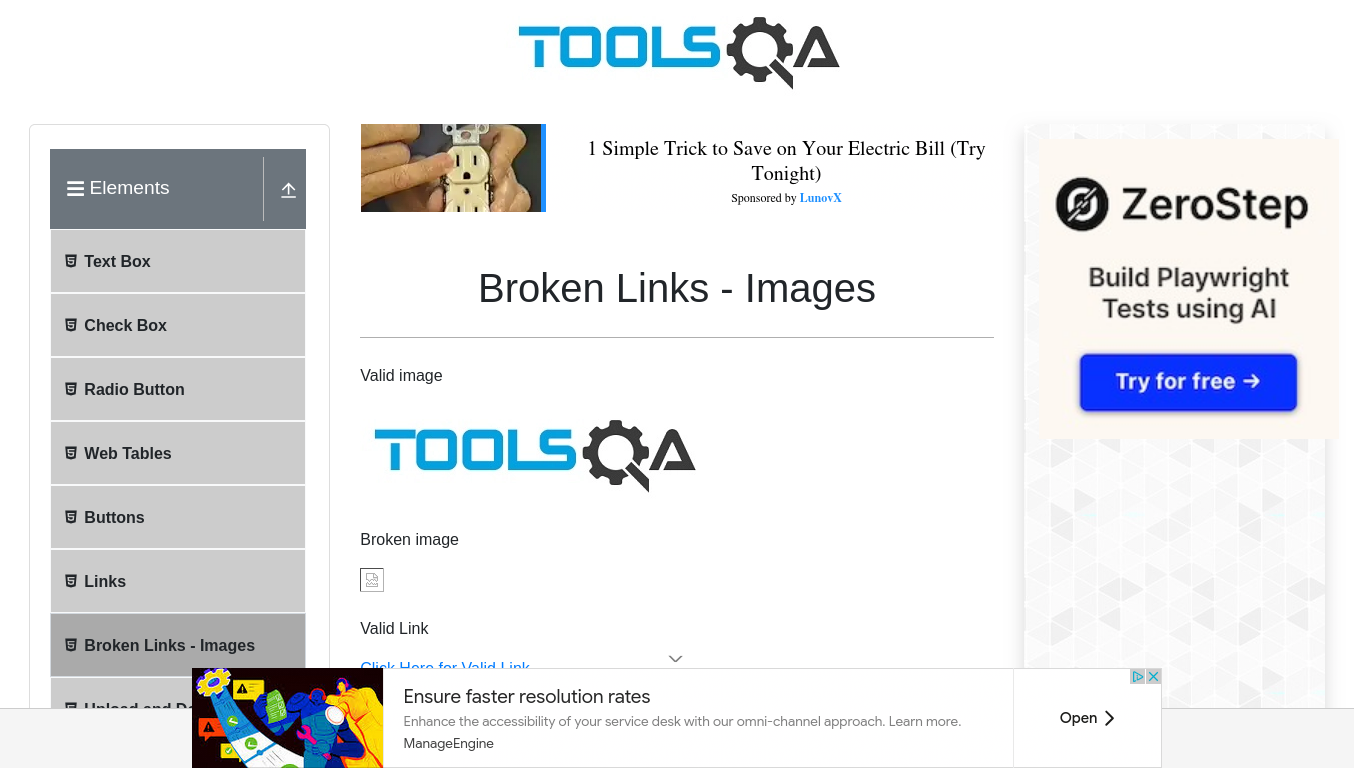 TOOLSQA
Elements
Text Box
Check Box
Radio Button
Web Tables
Buttons
Links
Broken Links - Images
1 Simple Trick to Save on Your Electric Bill (Try
Tonight)
Sponsored by LunovX
Broken Links - Images
Valid image
TOOLSQA
Broken image
Valid Link
Click Here for Valid Link
ZeroStep
Build Playwright
Tests using AI
Try for free →
Ensure faster resolution rates
Enhance the accessibility of your service desk with our omni-channel approach. Learn more.
ManageEngine
Open